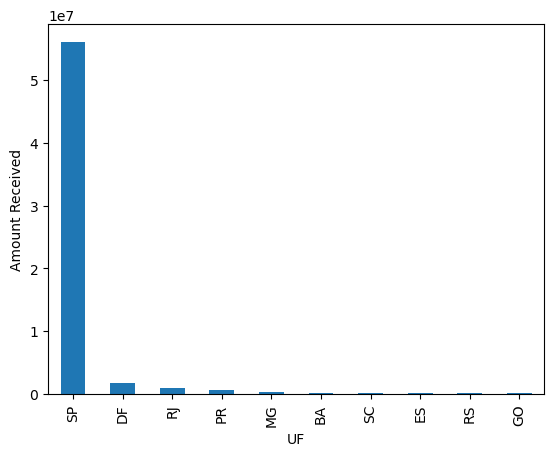 1e7
5
4
3
2
1
0
Amount Received
SP
DF
RJ
PR
MG
BA
SC
ES
RS
GO
UF